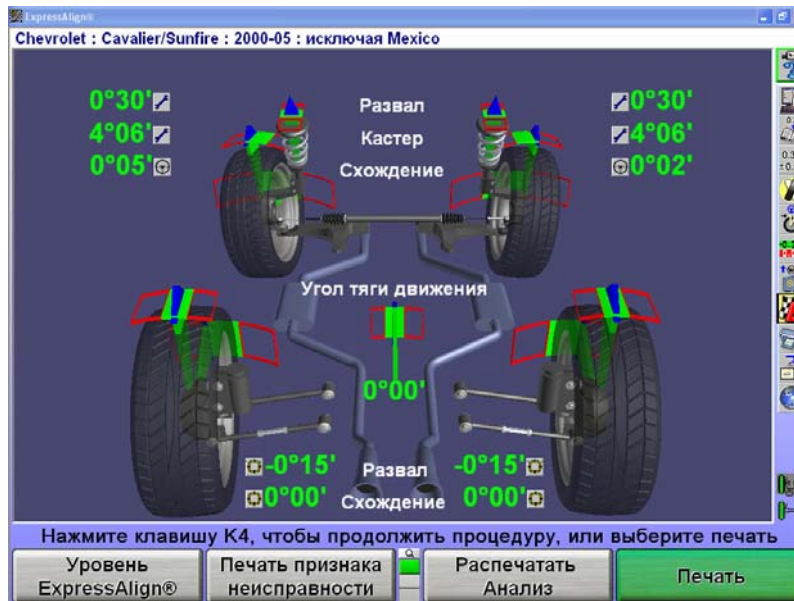 ExpressAlign®
Chevrolet : Cavalier/Sunfire : 2000-05 : исключая Mexico
0°30' Развал 0°30'
4°06' Кастер 4°06'
0°05' Схождение 0°02'
Угол тяги движения
0°00'
-0°15' Развал -0°15'
0°00' Схождение 0°00'
Нажмите клавишу K4, чтобы продолжить процедуру, или выберите печать
Уровень ExpressAlign®
Печать признака неисправности
Распечатать Анализ
Печать